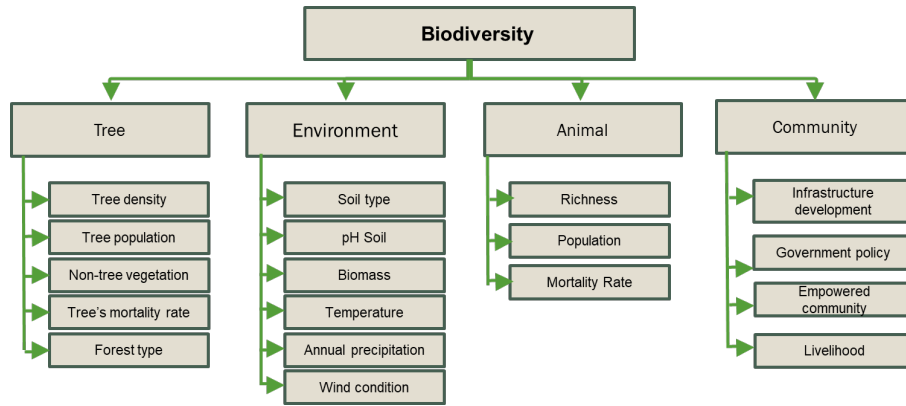 Biodiversity
Tree
Tree density
Tree population
Non-tree vegetation
Tree's mortality rate
Forest type
Environment
Soil type
pH Soil
Biomass
Temperature
Annual precipitation
Wind condition
Animal
Richness
Population
Mortality Rate
Community
Infrastructure
development
Government policy
Empowered
community
Livelihood